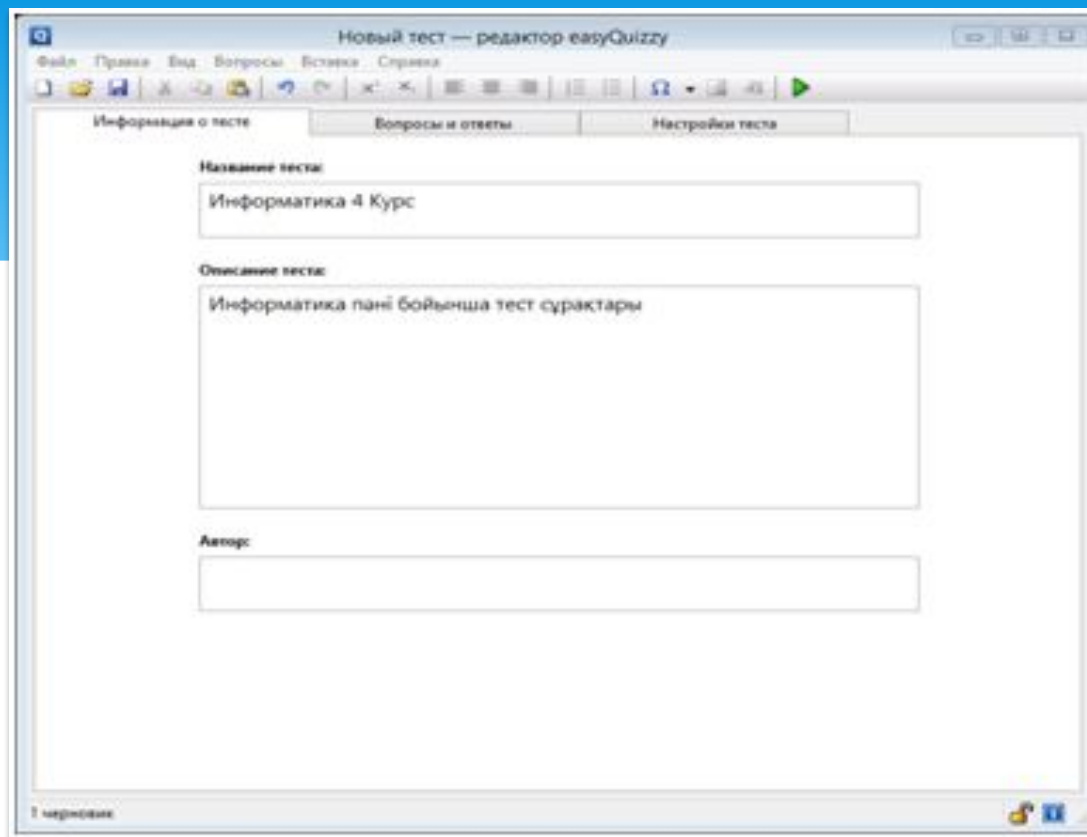 Новый тест — редактор easyQuizzy
Файл Правка Вид Вопросы Вставка Справка
Информация о тесте Вопросы и ответы Настройки теста
Название теста:
Информатика 4 Курс
Описание теста:
Информатика пәні бойынша тест сұрақтары
Автор:
1 черновик